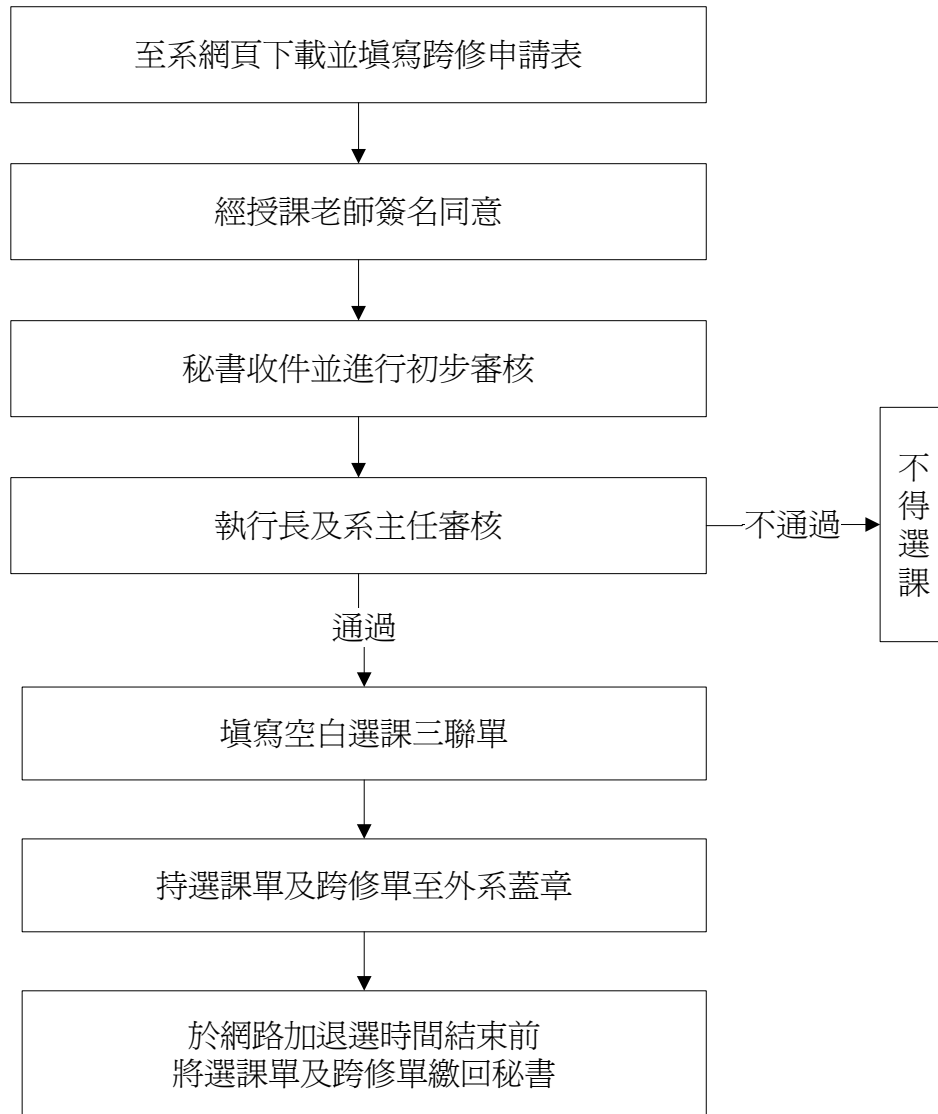 至系網頁下載並填寫跨修申請表
經授課老師簽名同意
秘書收件並進行初步審核
執行長及系主任審核
不通過
不得選課
通過
填寫空白選課三聯單
持選課單及跨修單至外系蓋章
於網路加退選時間結束前
將選課單及跨修單繳回秘書